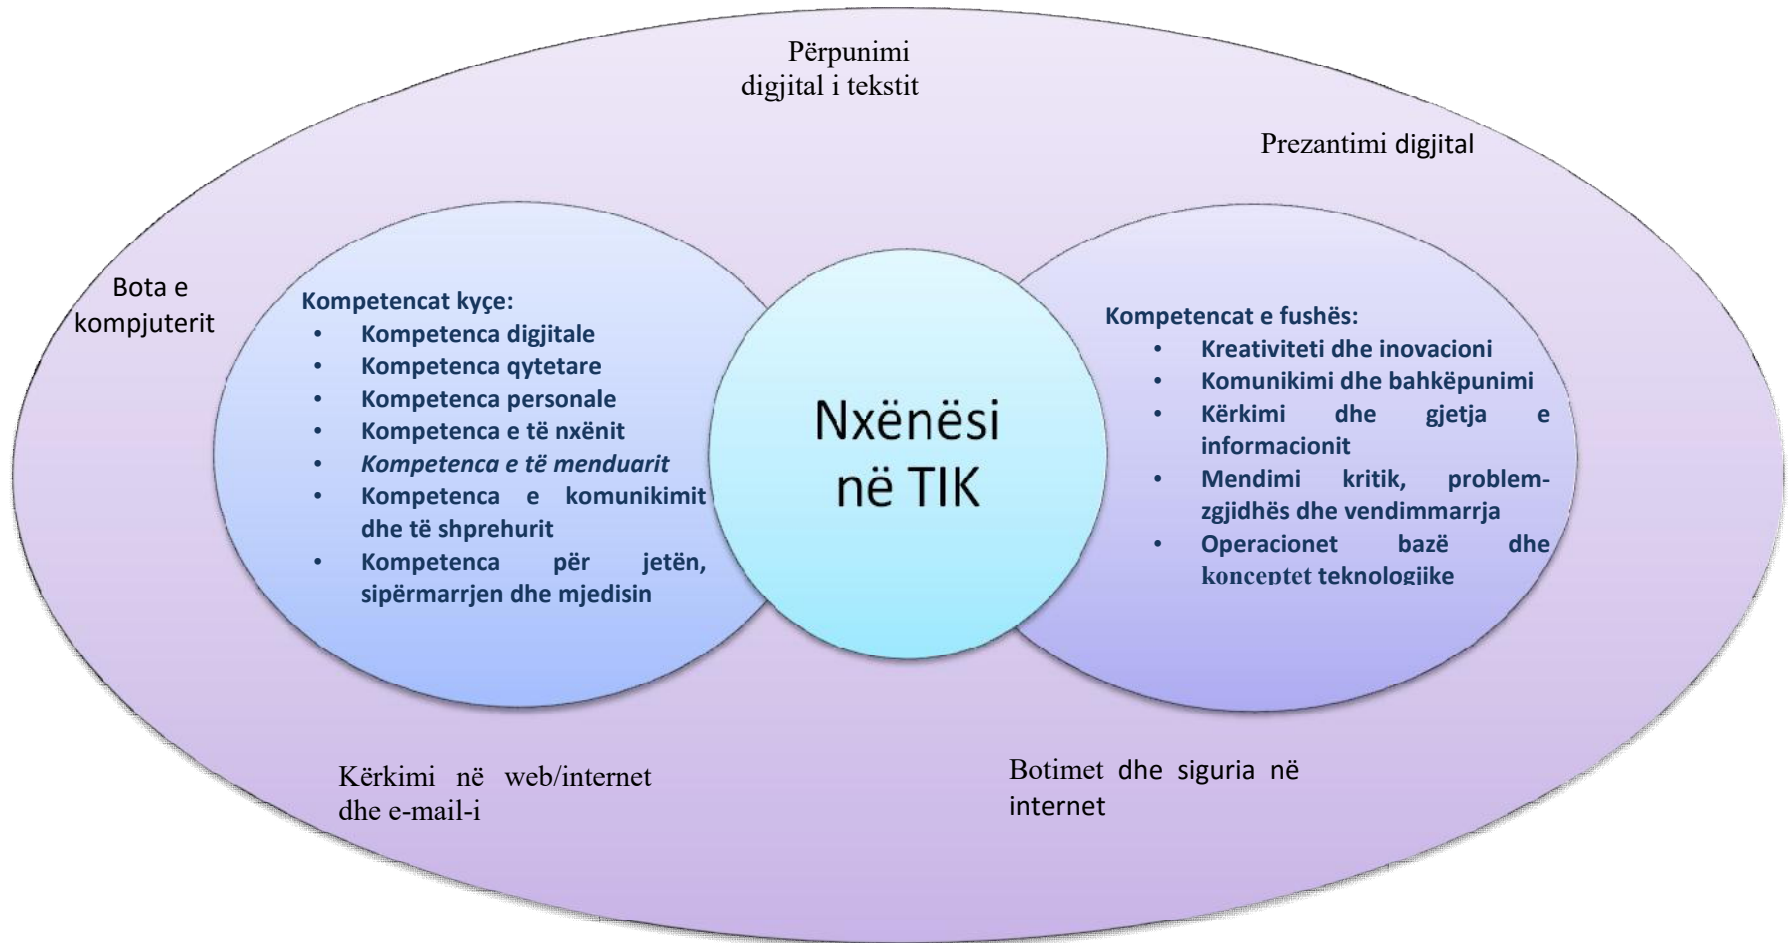 Përpunimi
digjital i tekstit
Prezantimi digjital
Bota e
kompjuterit
Kompetencat kyçe:
• Kompetenca digjitale
• Kompetenca qytetare
• Kompetenca personale
• Kompetenca e të nxënit
• Kompetenca e të menduarit
• Kompetenca e komunikimit
dhe të shprehurit
• Kompetenca për jetën,
sipërmarrjen dhe mjedisin
Nxënësi
në TIK
Kompetencat e fushës:
• Kreativiteti dhe inovacioni
• Komunikimi dhe bahkëpunimi
• Kërkimi dhe gjetja e
informacionit
• Mendimi kritik, problem-
zgjidhës dhe vendimmarrja
• Operacionet bazë dhe
konceptet teknologjike
Kërkimi në web/internet
dhe e-mail-i
Botimet dhe siguria në
internet